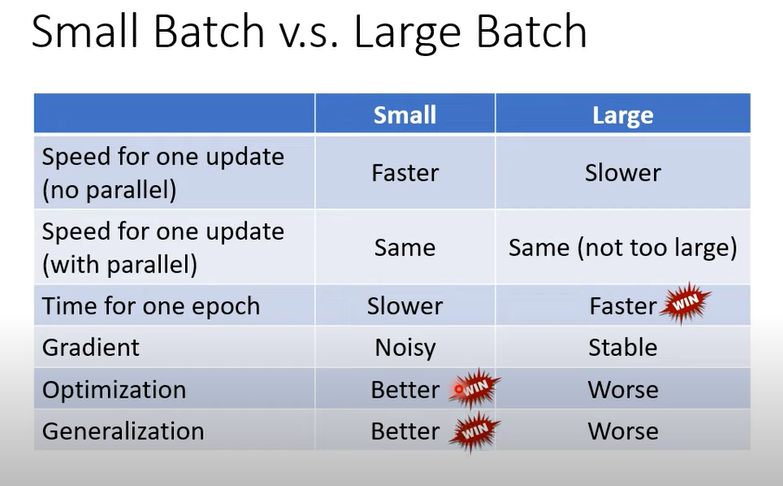 Small Batch v.s. Large Batch
Small Large
Speed for one update
(no parallel) Faster Slower
Speed for one update
(with parallel) Same Same (not too large)
Time for one epoch Slower Faster WIN
Gradient Noisy Stable
Optimization Better WIN Worse
Generalization Better WIN Worse